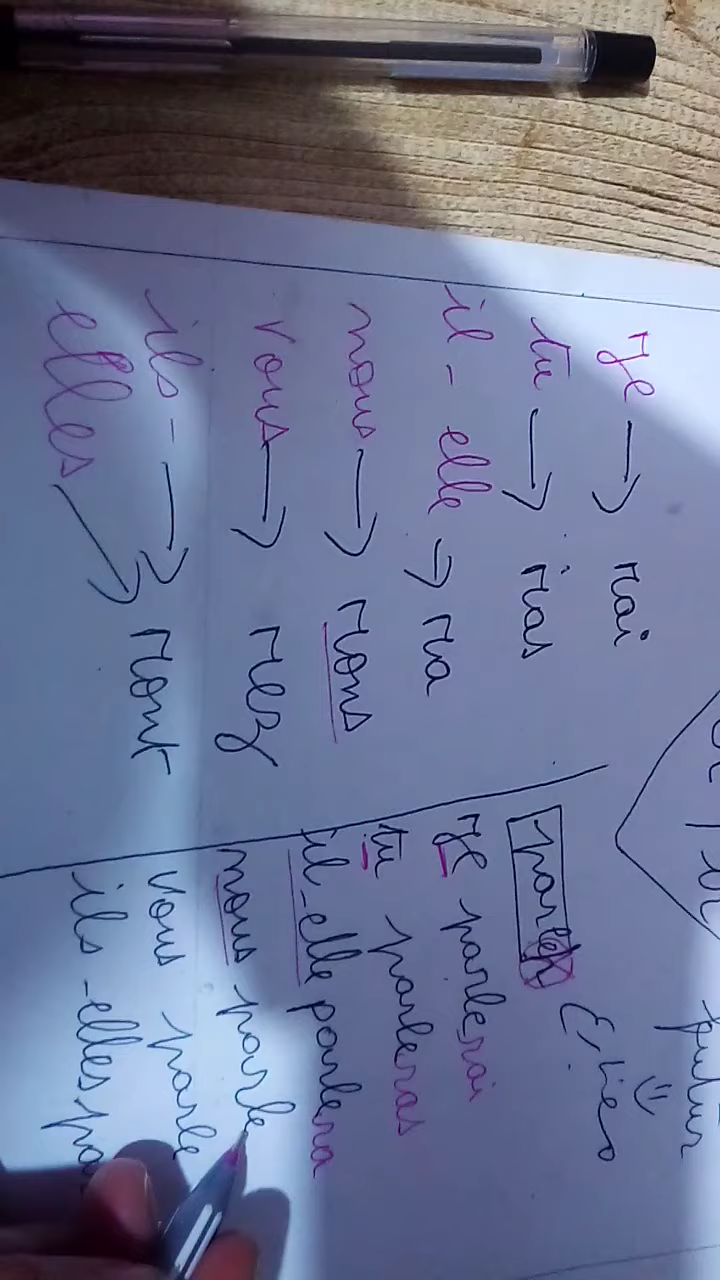 futur
je → rai
tu → ras
il - elle → ra
nous → rons
vous → rez
ils - elles → ront
parler
je parlerai
tu parleras
il-elle parlera
nous parle
vous parle
ils-elles pa